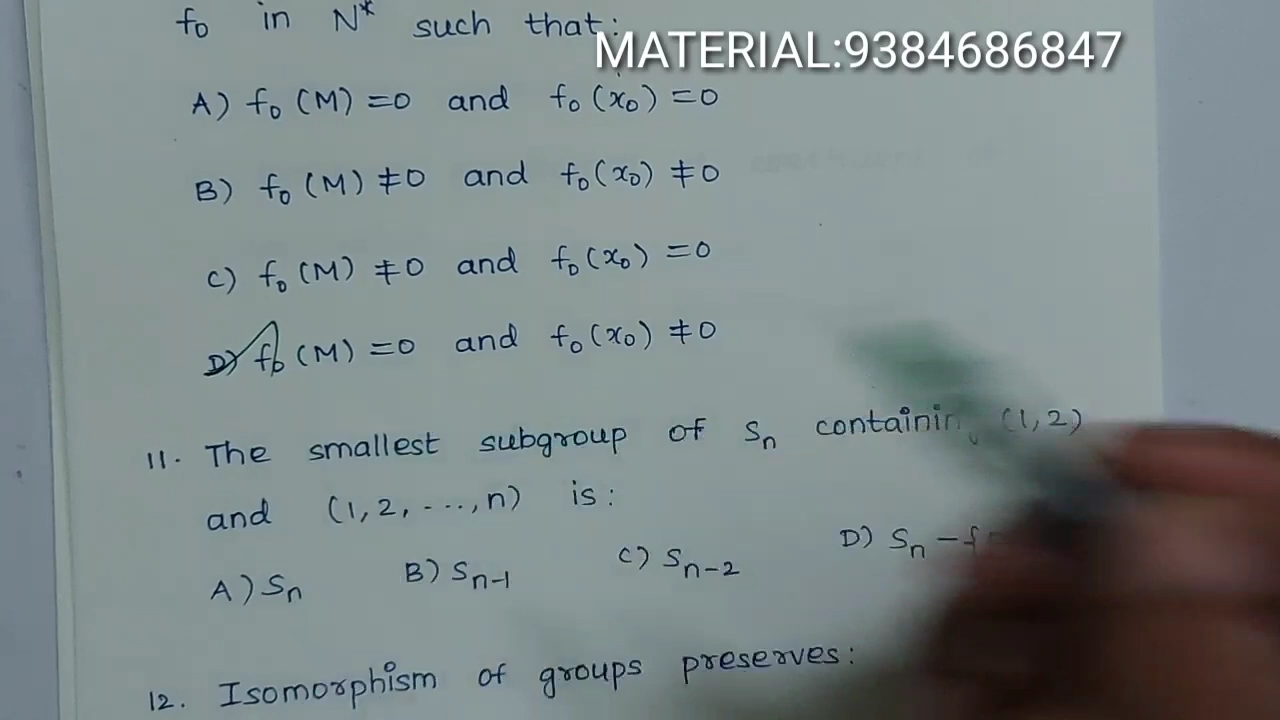 f₀ in N* such that:
MATERIAL:9384686847
A) f₀ (M) =0 and f₀ (x₀) =0
B) f₀ (M) ≠0 and f₀(x₀) ≠0
C) f₀ (M) ≠0 and f₀(x₀) =0
D) f₀ (M) =0 and f₀(x₀) ≠0
11. The smallest subgroup of Sₙ (1,2)
and (1,2, ...,n) is:
A) Sₙ B) Sₙ₋₁ C) Sₙ₋₂ D) Sₙ −
12. Isomorphism of groups preserves: